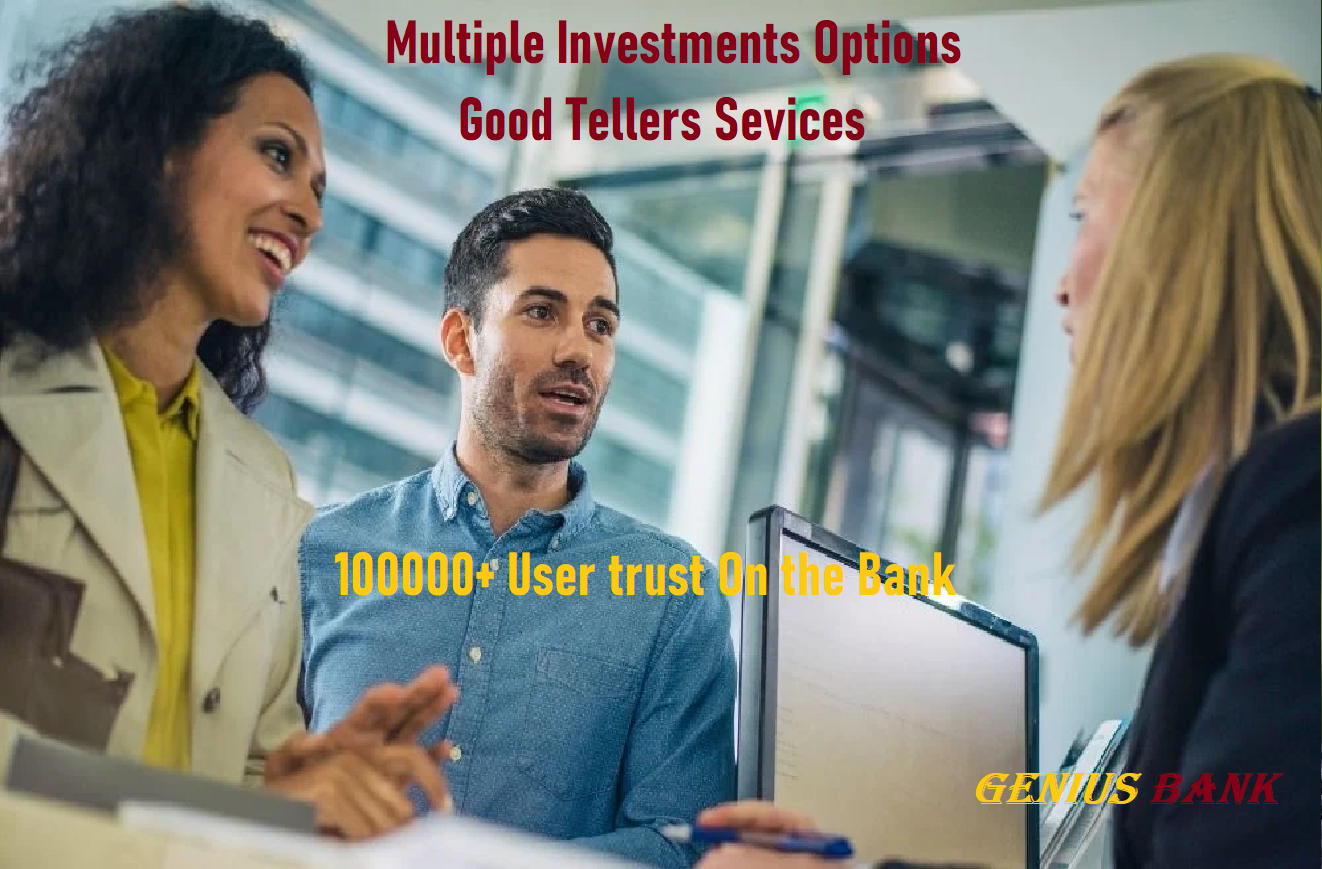 Multiple Investments Options
Good Tellers Sevices
100000+ User trust On the Bank
GENIUS BANK